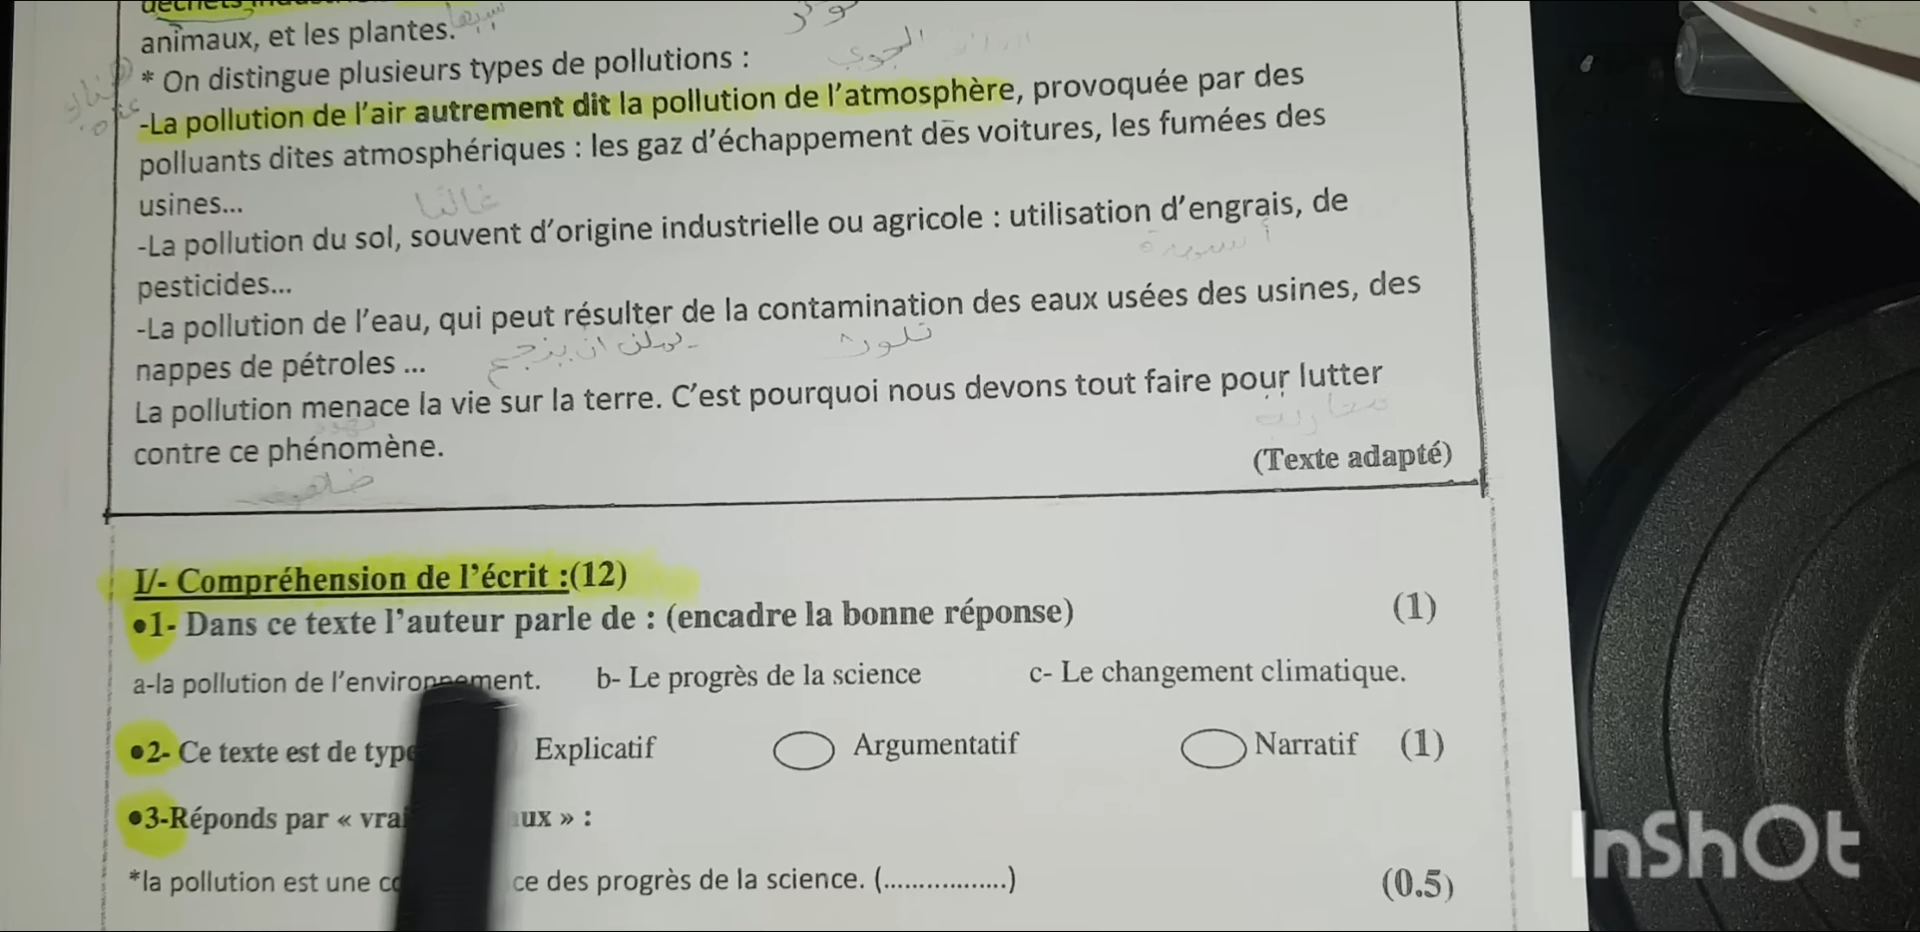 déchets
animaux, et les plantes.
* On distingue plusieurs types de pollutions :
الجوي
-La pollution de l’air autrement dit la pollution de l’atmosphère, provoquée par des
polluants dites atmosphériques : les gaz d’échappement des voitures, les fumées des
usines...
غالبا
-La pollution du sol, souvent d’origine industrielle ou agricole : utilisation d’engrais, de
pesticides...
-La pollution de l’eau, qui peut résulter de la contamination des eaux usées des usines, des
تلوث
nappes de pétroles ...
La pollution menace la vie sur la terre. C’est pourquoi nous devons tout faire pour lutter
contre ce phénomène.
(Texte adapté)
I/- Compréhension de l’écrit :(12)
•1- Dans ce texte l’auteur parle de : (encadre la bonne réponse) (1)
a-la pollution de l’environnement. b- Le progrès de la science c- Le changement climatique.
•2- Ce texte est de type Explicatif Argumentatif Narratif (1)
•3-Réponds par « vrai ux » :
*la pollution est une co ce des progrès de la science. (.................) (0.5)
InShOt